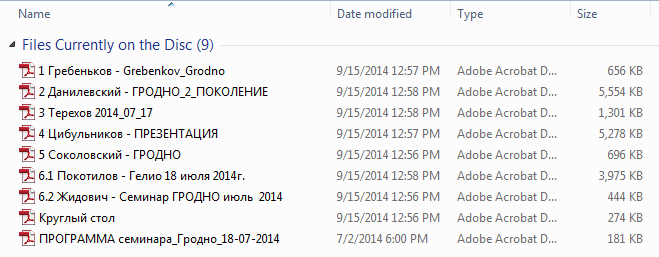 Name Date modified Type Size
Files Currently on the Disc (9)
1 Гребеньков - Grebenkov_Grodno 9/15/2014 12:57 PM Adobe Acrobat D... 656 KB
2 Данилевский - ГРОДНО_2_ПОКОЛЕНИЕ 9/15/2014 12:58 PM Adobe Acrobat D... 5,554 KB
3 Терехов 2014_07_17 9/15/2014 12:58 PM Adobe Acrobat D... 1,301 KB
4 Цибульников - ПРЕЗЕНТАЦИЯ 9/15/2014 12:57 PM Adobe Acrobat D... 5,278 KB
5 Соколовский - ГРОДНО 9/15/2014 12:56 PM Adobe Acrobat D... 696 KB
6.1 Покотилов - Гелио 18 июля 2014г. 9/15/2014 12:58 PM Adobe Acrobat D... 3,975 KB
6.2 Жидович - Семинар ГРОДНО июль 2014 9/15/2014 12:56 PM Adobe Acrobat D... 444 KB
Круглый стол 9/15/2014 12:56 PM Adobe Acrobat D... 274 KB
ПРОГРАММА семинара_Гродно_18-07-2014 7/2/2014 6:00 PM Adobe Acrobat D... 181 KB